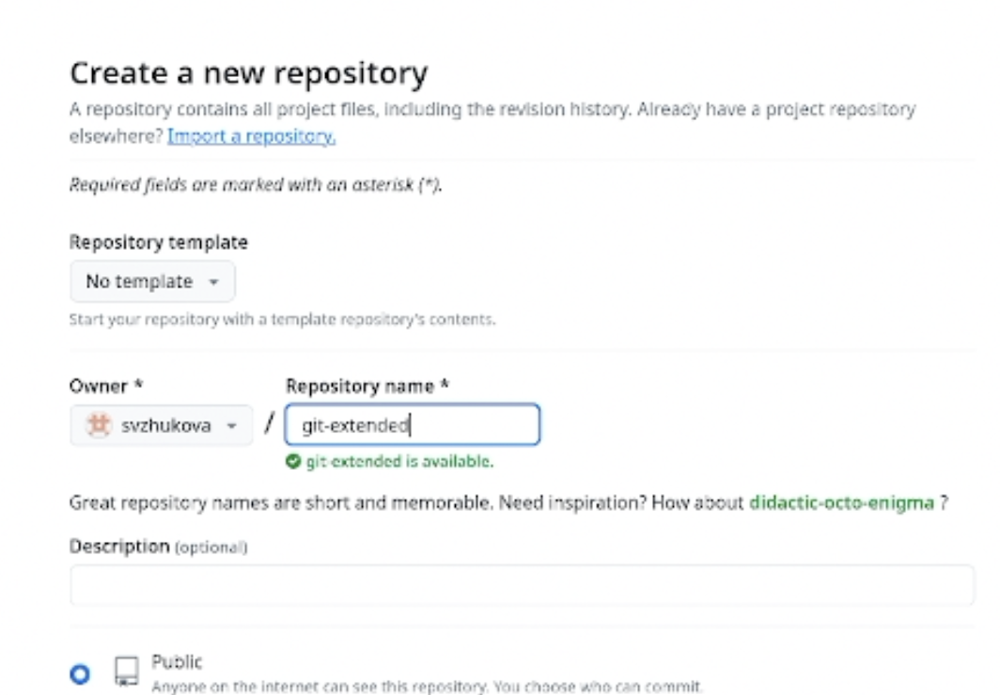 Create a new repository
A repository contains all project files, including the revision history. Already have a project repository
elsewhere? Import a repository.
Required fields are marked with an asterisk (*).
Repository template
No template
Start your repository with a template repository's contents.
Owner * Repository name *
svzhukova / git-extended
git-extended is available.
Great repository names are short and memorable. Need inspiration? How about didactic-octo-enigma ?
Description (optional)
Public
Anyone on the internet can see this repository. You choose who can commit.